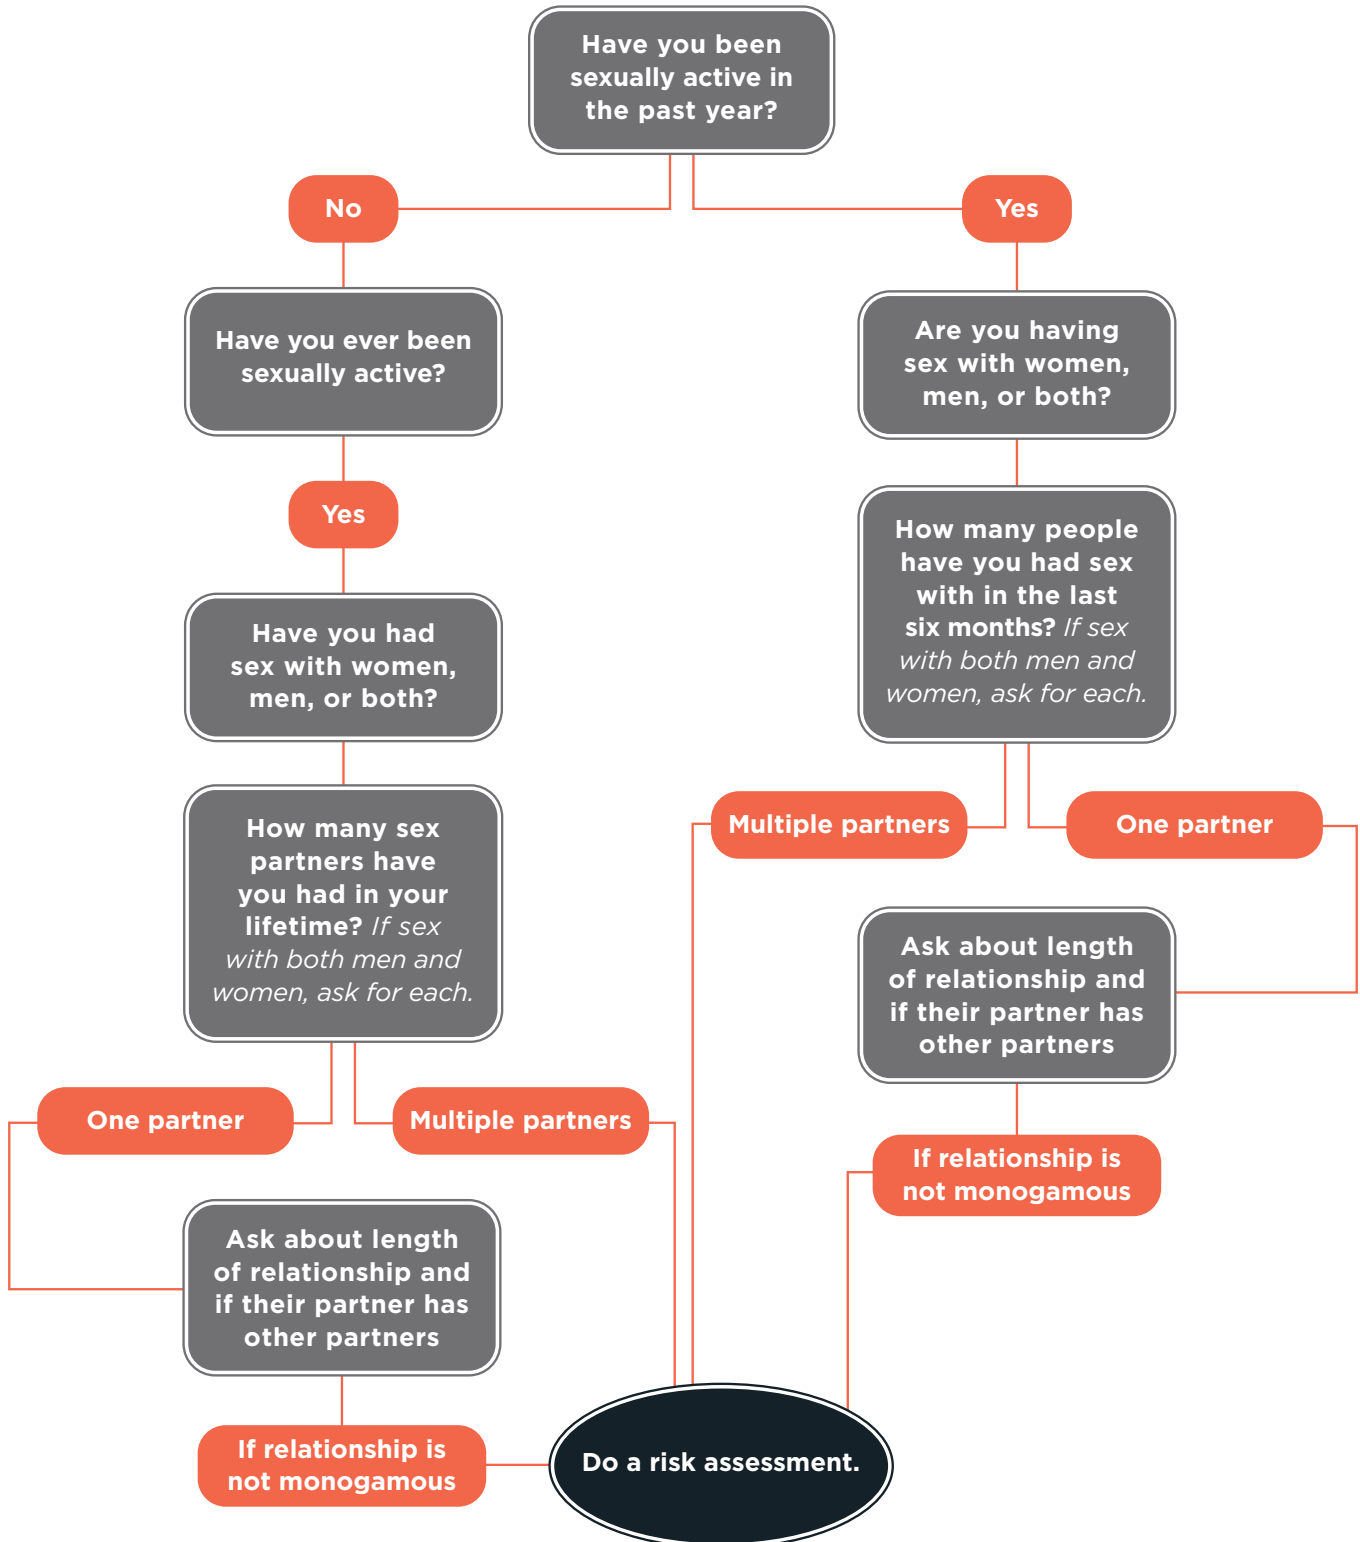 Have you been
sexually active in
the past year?
No
Yes
Have you ever been
sexually active?
Are you having
sex with women,
men, or both?
Yes
How many people
have you had sex
with in the last
six months? If sex
with both men and
women, ask for each.
Have you had
sex with women,
men, or both?
How many sex
partners have
you had in your
lifetime? If sex
with both men and
women, ask for each.
Multiple partners
One partner
Ask about length
of relationship and
if their partner has
other partners
One partner
Multiple partners
If relationship is
not monogamous
Ask about length
of relationship and
if their partner has
other partners
If relationship is
not monogamous
Do a risk assessment.